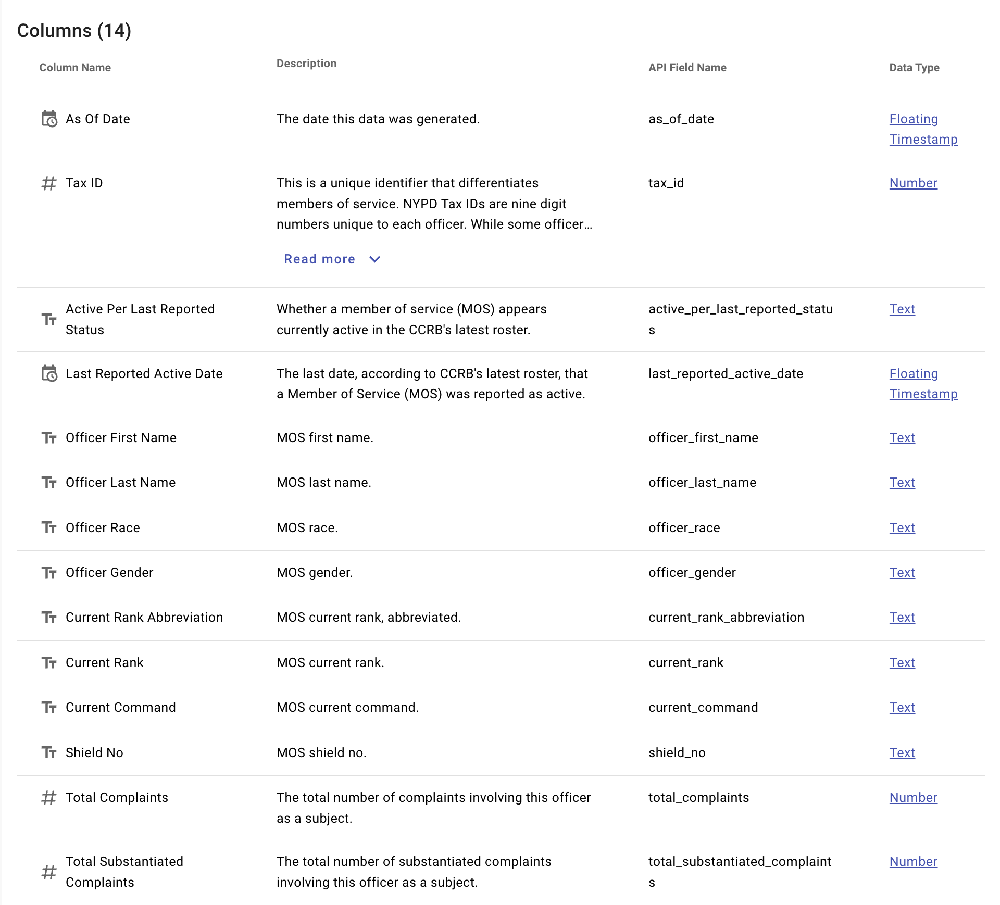 Columns (14)
Column Name Description API Field Name Data Type
As Of Date The date this data was generated. as_of_date Floating
Timestamp
Tax ID This is a unique identifier that differentiates tax_id Number
members of service. NYPD Tax IDs are nine digit
numbers unique to each officer. While some officer…
Read more
Active Per Last Reported Whether a member of service (MOS) appears active_per_last_reported_statu Text
Status currently active in the CCRB's latest roster. s
Last Reported Active Date The last date, according to CCRB's latest roster, that last_reported_active_date Floating
a Member of Service (MOS) was reported as active. Timestamp
Officer First Name MOS first name. officer_first_name Text
Officer Last Name MOS last name. officer_last_name Text
Officer Race MOS race. officer_race Text
Officer Gender MOS gender. officer_gender Text
Current Rank Abbreviation MOS current rank, abbreviated. current_rank_abbreviation Text
Current Rank MOS current rank. current_rank Text
Current Command MOS current command. current_command Text
Shield No MOS shield no. shield_no Text
Total Complaints The total number of complaints involving this officer total_complaints Number
as a subject.
Total Substantiated The total number of substantiated complaints total_substantiated_complaint Number
Complaints involving this officer as a subject. s